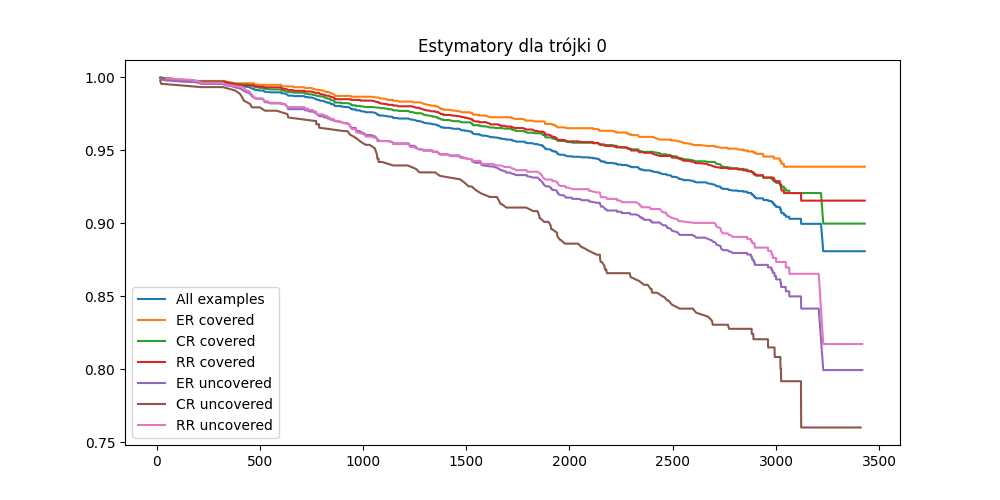 Estymatory dla trójki 0
1.00
0.95
0.90
0.85
0.80
0.75
All examples
ER covered
CR covered
RR covered
ER uncovered
CR uncovered
RR uncovered
0 500 1000 1500 2000 2500 3000 3500